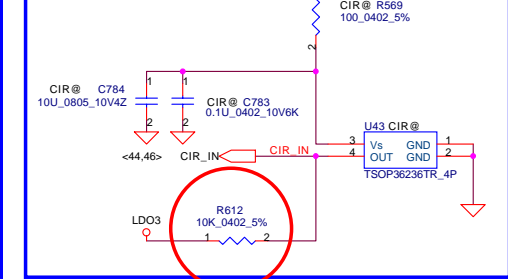 CIR@ R569
100_0402_5%
2
CIR@ C784
10U_0805_10V4Z
1
2
1
2
CIR@ C783
0.1U_0402_10V6K
U43 CIR@
3 Vs GND 1
4 OUT GND 2
TSOP36236TR_4P
<44,46> CIR_IN
CIR_IN
LDO3
R612
10K_0402_5%
1 2